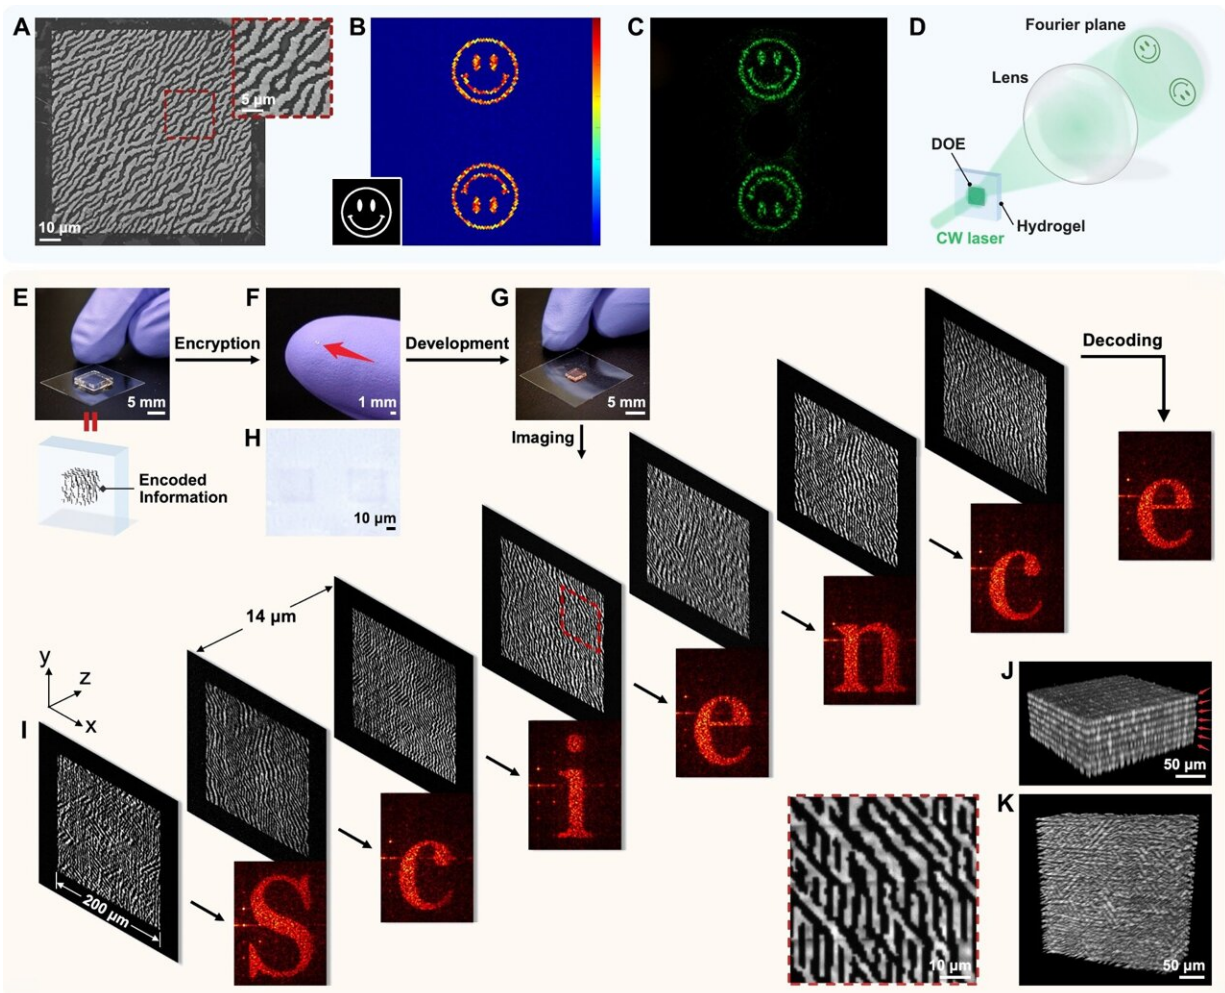 A
5 μm
10 μm
B
C
D
Fourier plane
Lens
DOE
Hydrogel
CW laser
E
5 mm
Encryption
F
1 mm
Development
G
5 mm
Decoding
Encoded
Information
H
10 μm
Imaging
14 μm
y
z
x
I
200 μm
S
c
i
e
n
c
e
J
50 μm
10 μm
K
50 μm